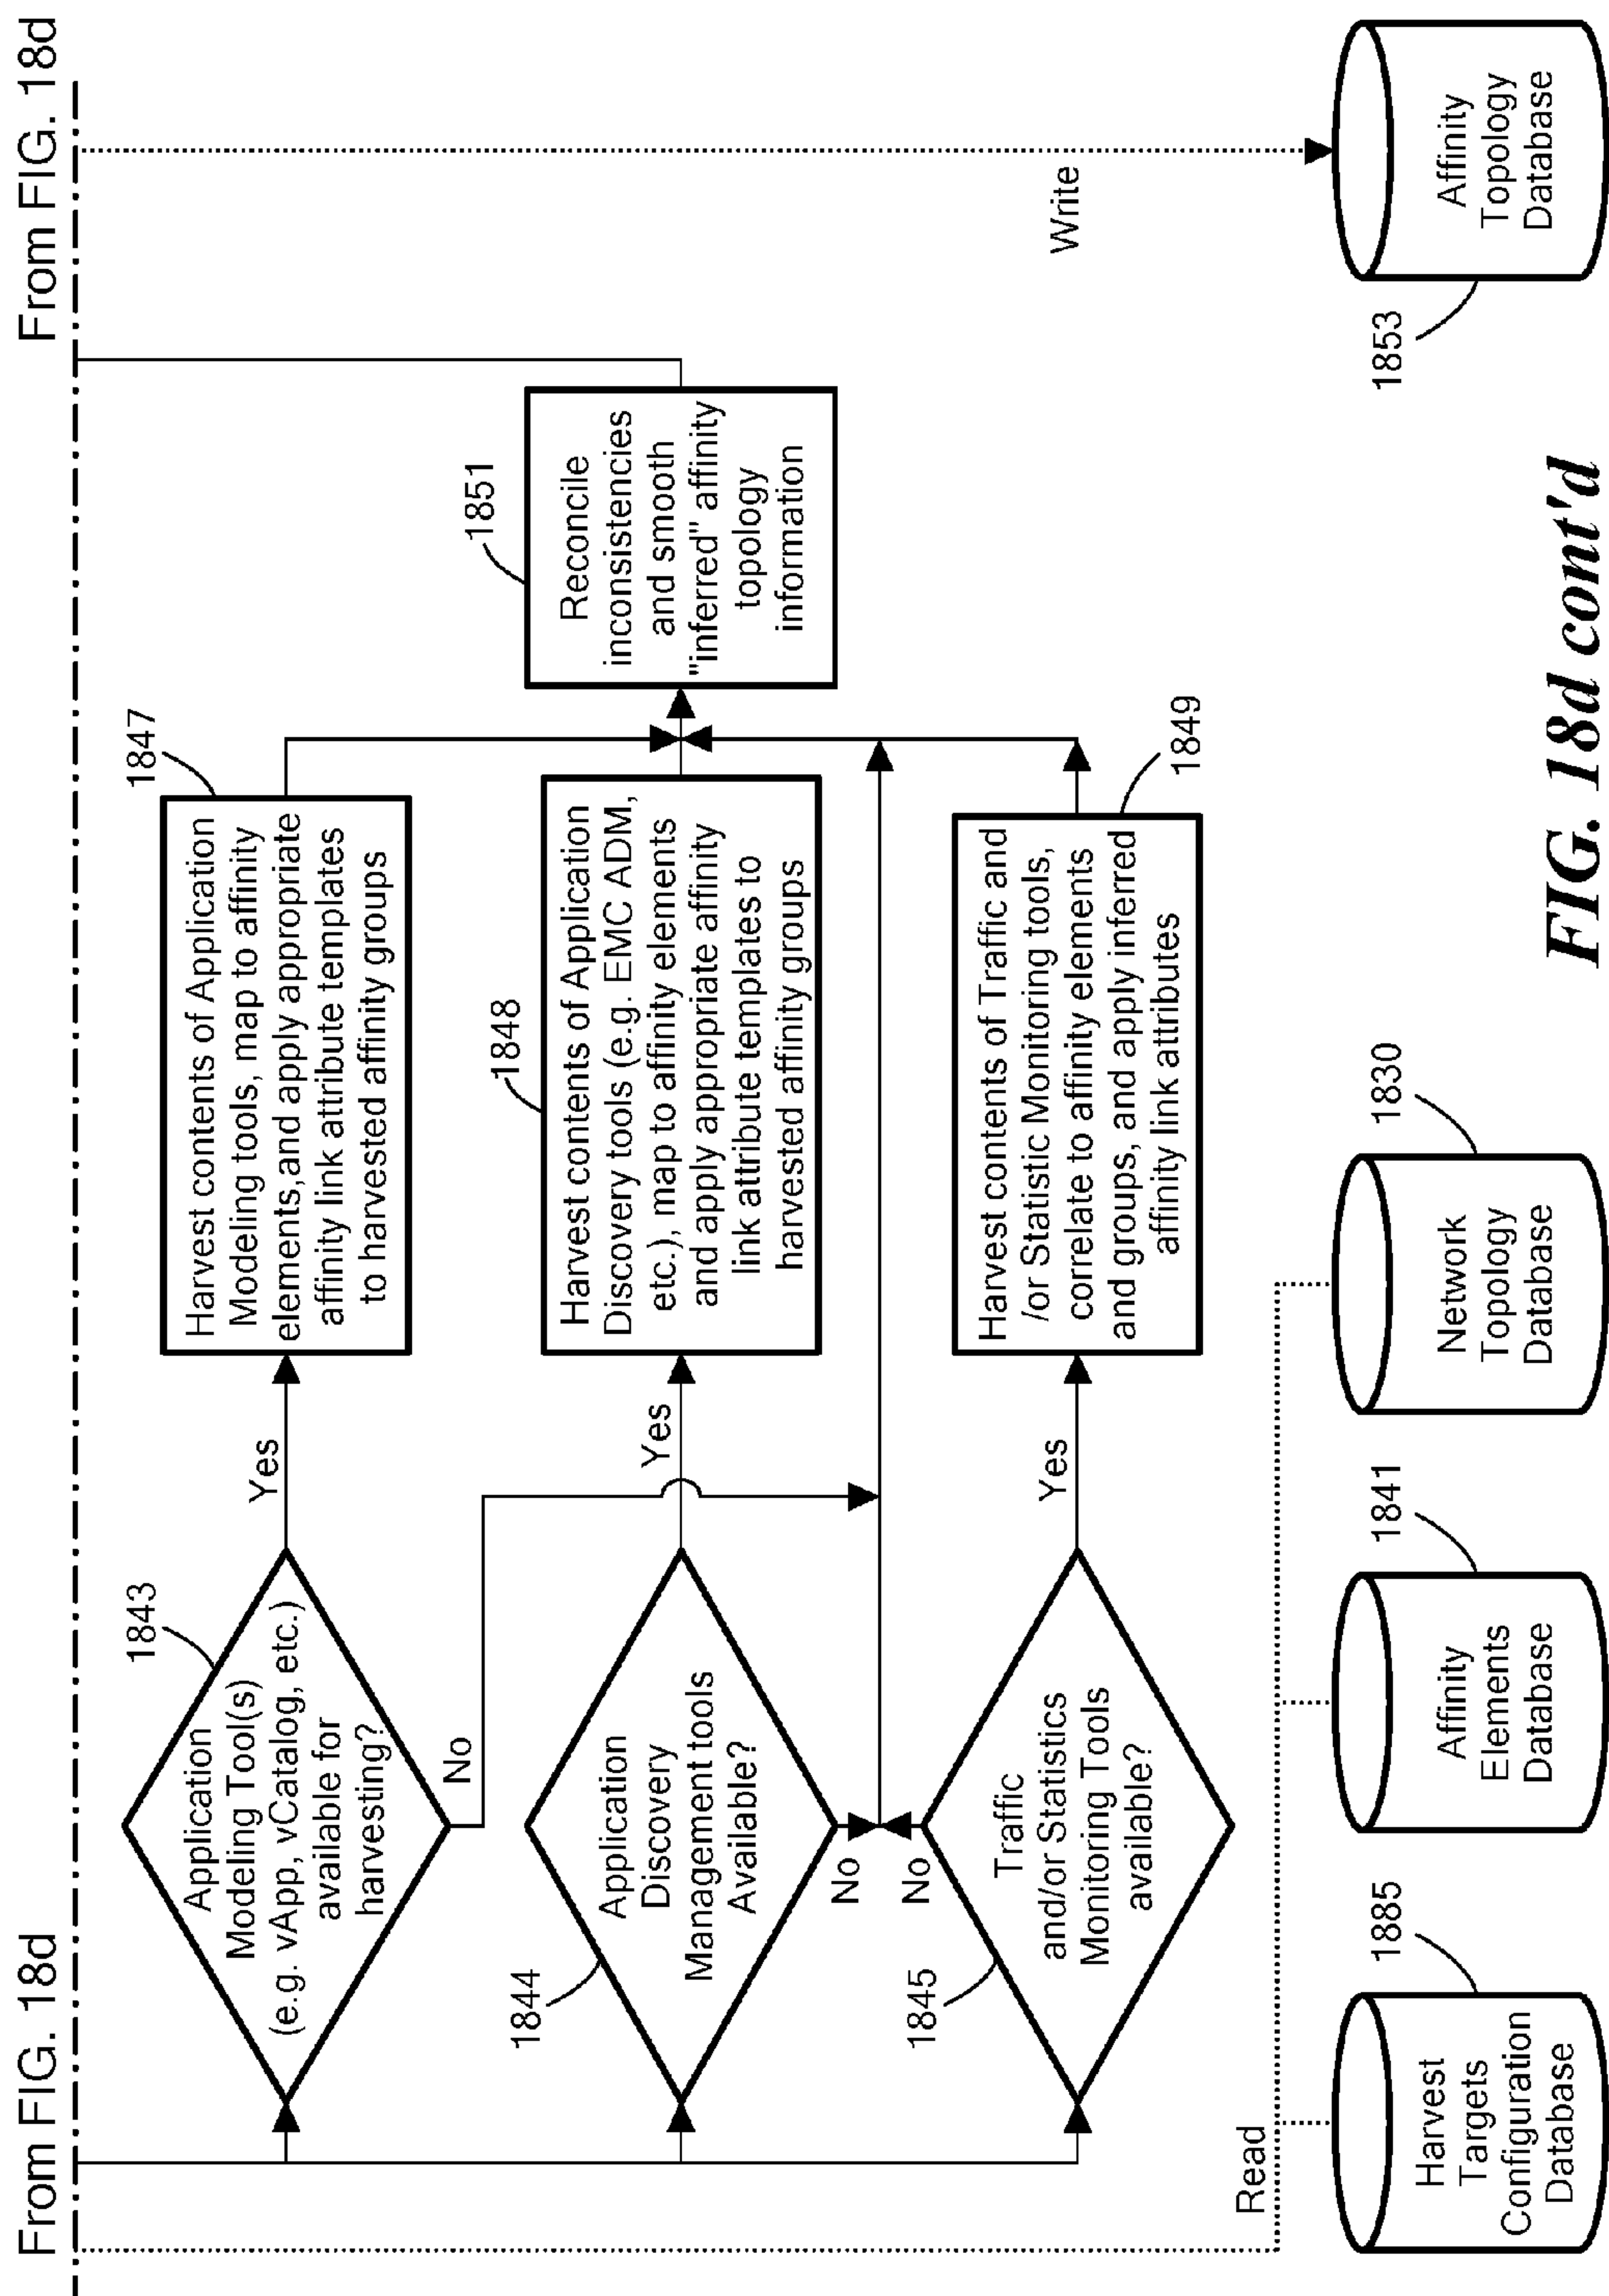 From FIG. 18d
From FIG. 18d
1843
Application
Modeling Tool(s)
(e.g. vApp, vCatalog, etc.)
available for
harvesting?
Yes
No
1847
Harvest contents of Application
Modeling tools, map to affinity
elements,and apply appropriate
affinity link attribute templates
to harvested affinity groups
1844
Application
Discovery
Management tools
Available?
Yes
No
1848
Harvest contents of Application
Discovery tools (e.g. EMC ADM,
etc.), map to affinity elements
and apply appropriate affinity
link attribute templates to
harvested affinity groups
1851
Reconcile
inconsistencies
and smooth
"inferred" affinity
topology
information
1845
Traffic
and/or Statistics
Monitoring Tools
available?
No
Yes
1849
Harvest contents of Traffic and
/or Statistic Monitoring tools,
correlate to affinity elements
and groups, and apply inferred
affinity link attributes
Read
Write
1885
Harvest
Targets
Configuration
Database
1841
Affinity
Elements
Database
1830
Network
Topology
Database
1853
Affinity
Topology
Database
FIG. 18d cont'd